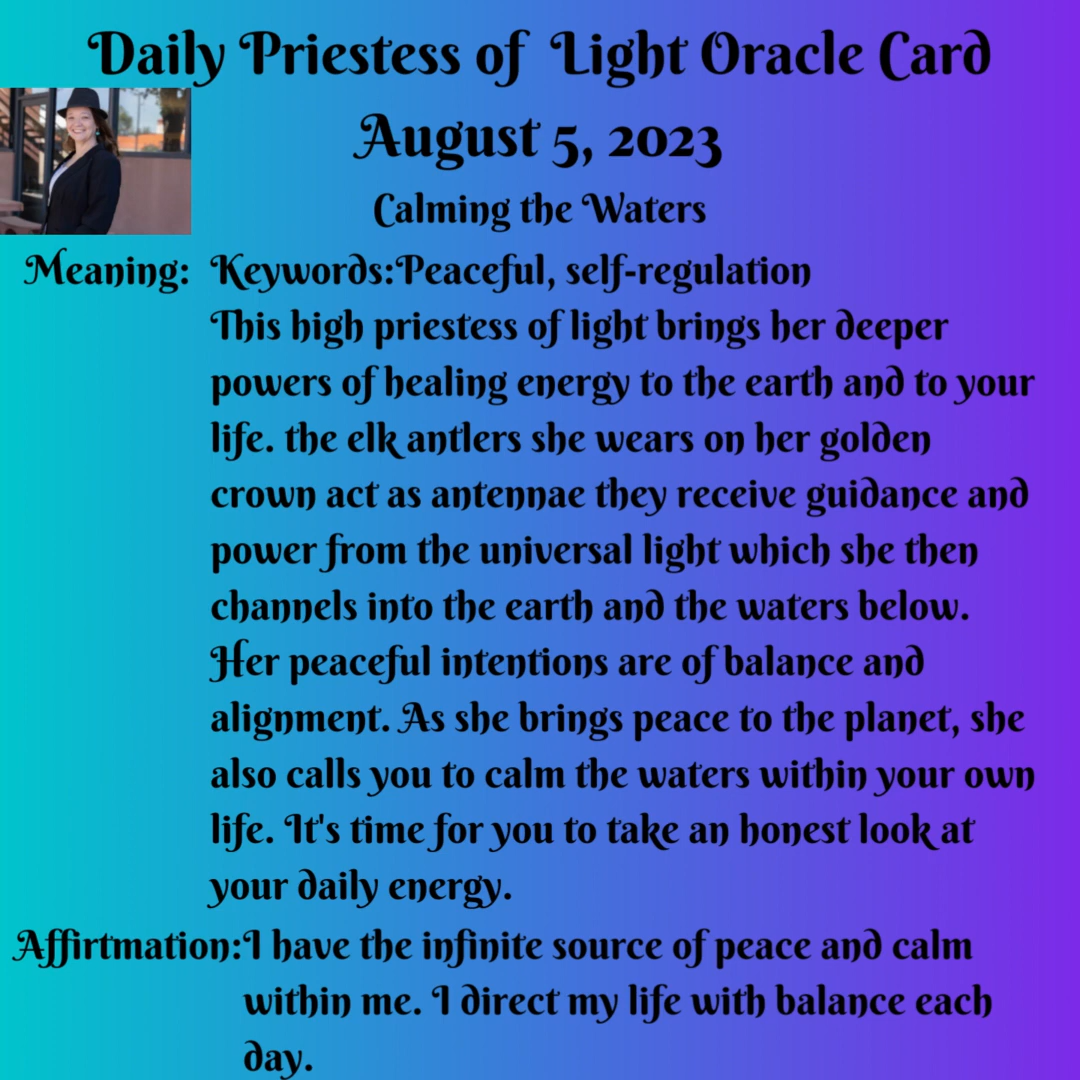 Daily Priestess of Light Oracle Card
August 5, 2023
Calming the Waters
Meaning: Keywords:Peaceful, self-regulation
This high priestess of light brings her deeper
powers of healing energy to the earth and to your
life. the elk antlers she wears on her golden
crown act as antennae they receive guidance and
power from the universal light which she then
channels into the earth and the waters below.
Her peaceful intentions are of balance and
alignment. As she brings peace to the planet, she
also calls you to calm the waters within your own
life. It's time for you to take an honest look at
your daily energy.
Affirtmation:I have the infinite source of peace and calm
within me. I direct my life with balance each
day.